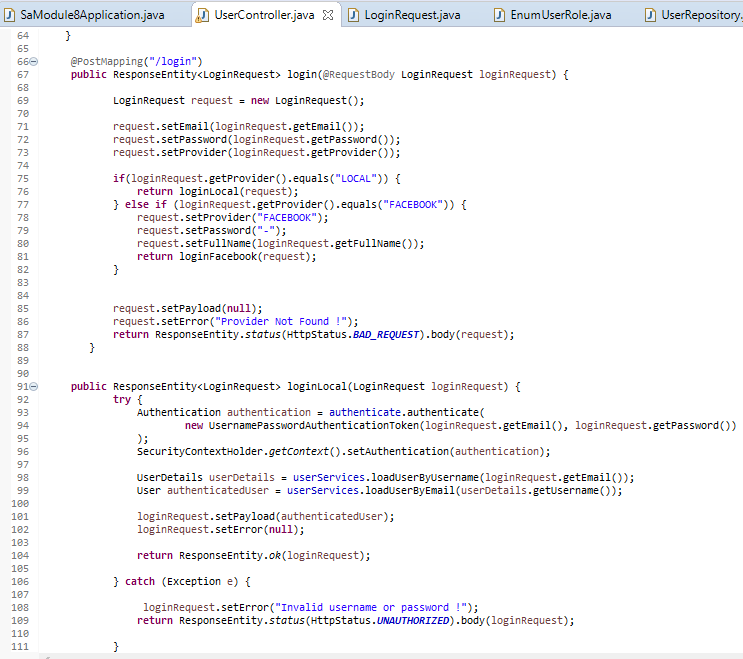 SaModule8Application.java UserController.java LoginRequest.java EnumUserRole.java UserRepository.
64 }
65
66 @PostMapping("/login")
67 public ResponseEntity<LoginRequest> login(@RequestBody LoginRequest loginRequest) {
68
69 LoginRequest request = new LoginRequest();
70
71 request.setEmail(loginRequest.getEmail());
72 request.setPassword(loginRequest.getPassword());
73 request.setProvider(loginRequest.getProvider());
74
75 if(loginRequest.getProvider().equals("LOCAL")) {
76 return loginLocal(request);
77 } else if (loginRequest.getProvider().equals("FACEBOOK")) {
78 request.setProvider("FACEBOOK");
79 request.setPassword("-");
80 request.setFullName(loginRequest.getFullName());
81 return loginFacebook(request);
82 }
83
84
85 request.setPayload(null);
86 request.setError("Provider Not Found !");
87 return ResponseEntity.status(HttpStatus.BAD_REQUEST).body(request);
88 }
89
90
91 public ResponseEntity<LoginRequest> loginLocal(LoginRequest loginRequest) {
92 try {
93 Authentication authentication = authenticate.authenticate(
94 new UsernamePasswordAuthenticationToken(loginRequest.getEmail(), loginRequest.getPassword())
95 );
96 SecurityContextHolder.getContext().setAuthentication(authentication);
97
98 UserDetails userDetails = userServices.loadUserByUsername(loginRequest.getEmail());
99 User authenticatedUser = userServices.loadUserByEmail(userDetails.getUsername());
100
101 loginRequest.setPayload(authenticatedUser);
102 loginRequest.setError(null);
103
104 return ResponseEntity.ok(loginRequest);
105
106 } catch (Exception e) {
107
108 loginRequest.setError("Invalid username or password !");
109 return ResponseEntity.status(HttpStatus.UNAUTHORIZED).body(loginRequest);
110
111 }